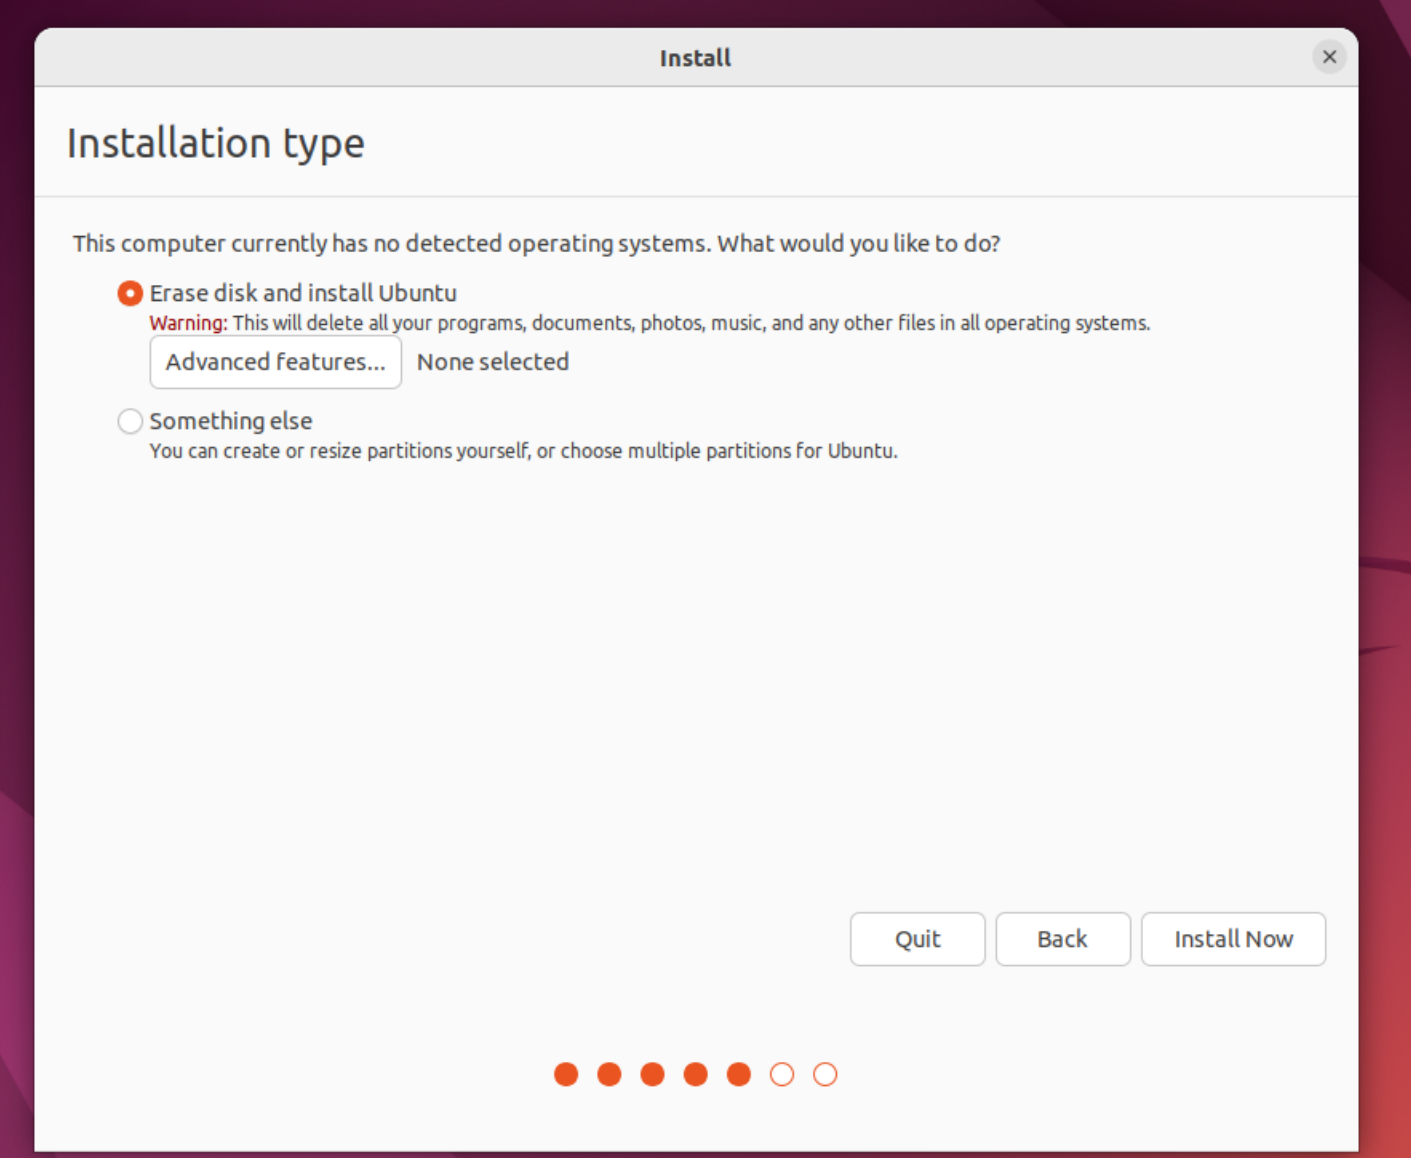 Install
Installation type
This computer currently has no detected operating systems. What would you like to do?
Erase disk and install Ubuntu
Warning: This will delete all your programs, documents, photos, music, and any other files in all operating systems.
Advanced features... None selected
Something else
You can create or resize partitions yourself, or choose multiple partitions for Ubuntu.
Quit Back Install Now